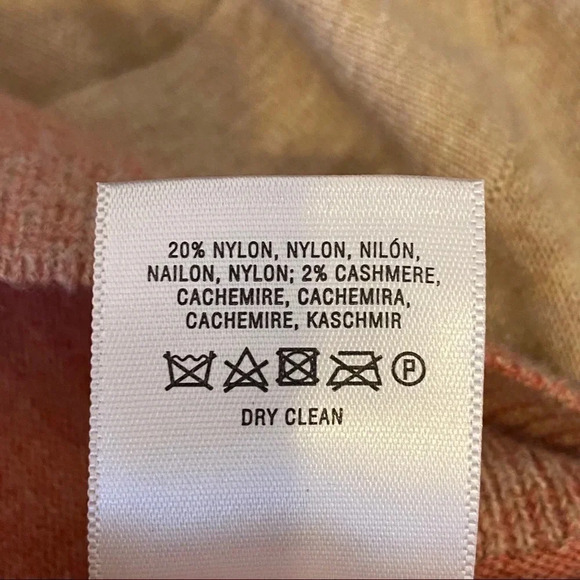 20% NYLON, NYLON, NILÓN,
NAILON, NYLON; 2% CASHMERE,
CACHEMIRE, CACHEMIRA,
CACHEMIRE, KASCHMIR
P
DRY CLEAN